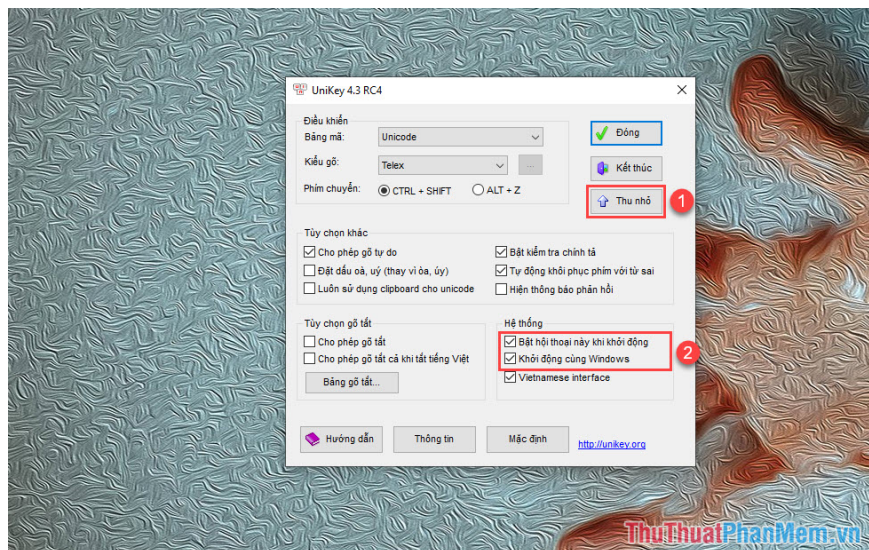 UniKey 4.3 RC4
Điều khiển
Bảng mã: Unicode
Đóng
Kiểu gõ: Telex ...
Kết thúc
Phím chuyển: CTRL + SHIFT ALT + Z
Thu nhỏ 1
Tùy chọn khác
Cho phép gõ tự do Bật kiểm tra chính tả
Đặt dấu oà, uý (thay vì òa, úy) Tự động khôi phục phím với từ sai
Luôn sử dụng clipboard cho unicode Hiện thông báo phản hồi
Tùy chọn gõ tắt
Cho phép gõ tắt
Cho phép gõ tắt cả khi tắt tiếng Việt
Bảng gõ tắt...
Hệ thống
Bật hội thoại này khi khởi động
Khởi động cùng Windows
2
Vietnamese interface
Hướng dẫn Thông tin Mặc định http://unikey.org
ThuThuatPhanMem.vn